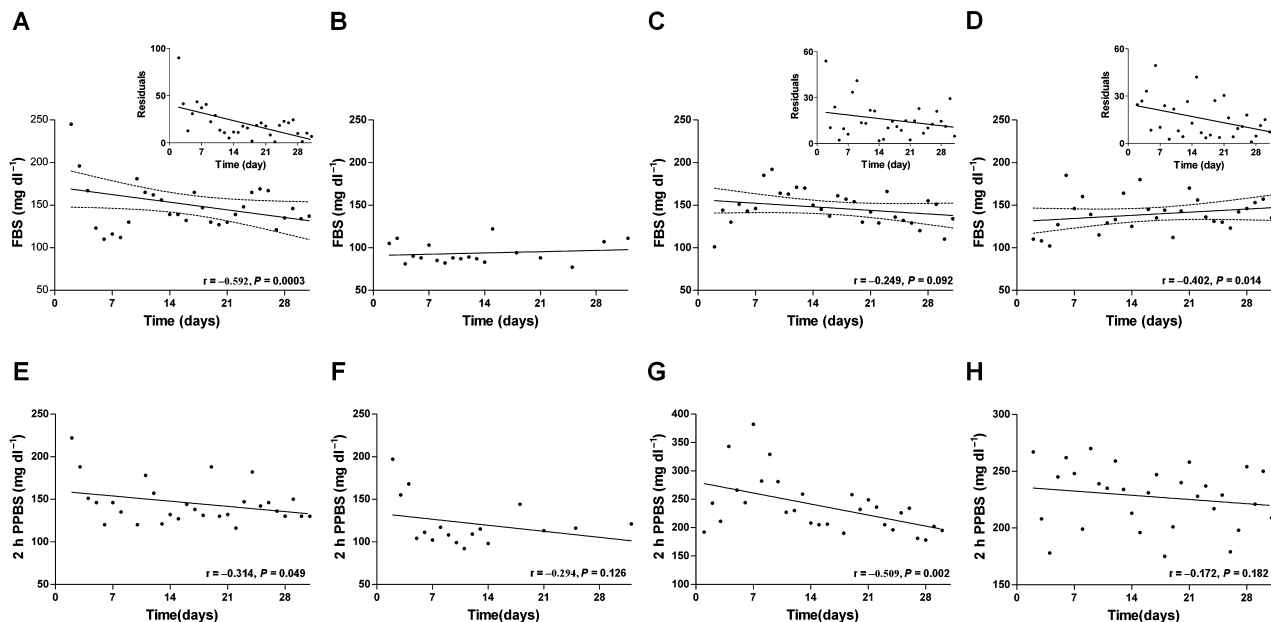 A
Residuals
100
50
0
0 7 14 21 28
Time (day)
FBS (mg dl⁻¹)
250
200
150
100
50
0 7 14 21 28
r = −0.592, P = 0.0003
Time (days)
B
FBS (mg dl⁻¹)
250
200
150
100
50
0 7 14 21 28
Time (days)
C
Residuals
60
30
0
0 7 14 21 28
Time (day)
FBS (mg dl⁻¹)
250
200
150
100
50
0 7 14 21 28
r = −0.249, P = 0.092
Time (days)
D
Residuals
60
30
0
0 7 14 21 28
Time (day)
FBS (mg dl⁻¹)
250
200
150
100
50
0 7 14 21 28
r = −0.402, P = 0.014
Time (days)
E
2 h PPBS (mg dl⁻¹)
250
200
150
100
50
0 7 14 21 28
r = −0.314, P = 0.049
Time(days)
F
2 h PPBS (mg dl⁻¹)
250
200
150
100
50
0 7 14 21 28
r = −0.294, P = 0.126
Time(days)
G
2 h PPBS (mg dl⁻¹)
400
350
300
250
200
150
100
0 7 14 21 28
r = −0.509, P = 0.002
Time(days)
H
2 h PPBS (mg dl⁻¹)
300
250
200
150
0 7 14 21 28
r = −0.172, P = 0.182
Time(days)